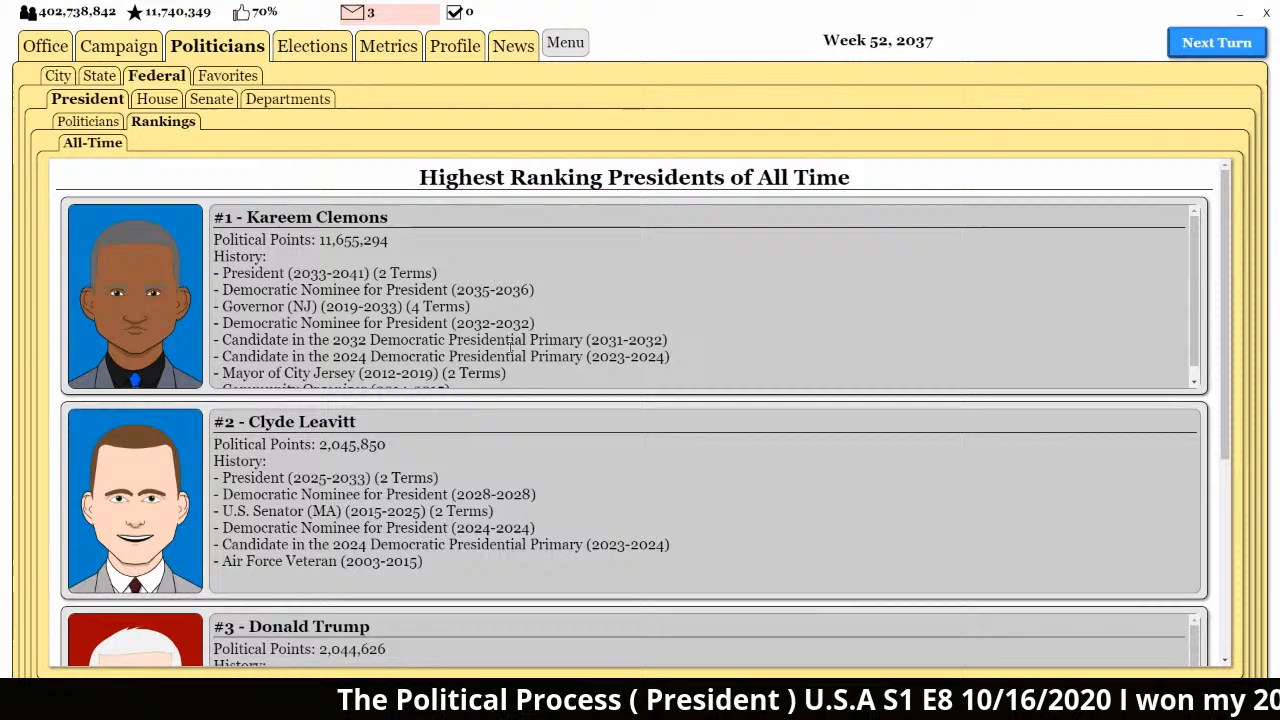 402,738,842 11,740,349 70% 3 0
_ X
Office Campaign Politicians Elections Metrics Profile News Menu
Week 52, 2037
Next Turn
City State Federal Favorites
President House Senate Departments
Politicians Rankings
All-Time
Highest Ranking Presidents of All Time
#1 - Kareem Clemons
Political Points: 11,655,294
History:
- President (2033-2041) (2 Terms)
- Democratic Nominee for President (2035-2036)
- Governor (NJ) (2019-2033) (4 Terms)
- Democratic Nominee for President (2032-2032)
- Candidate in the 2032 Democratic Presidential Primary (2031-2032)
- Candidate in the 2024 Democratic Presidential Primary (2023-2024)
- Mayor of City Jersey (2012-2019) (2 Terms)
#2 - Clyde Leavitt
Political Points: 2,045,850
History:
- President (2025-2033) (2 Terms)
- Democratic Nominee for President (2028-2028)
- U.S. Senator (MA) (2015-2025) (2 Terms)
- Democratic Nominee for President (2024-2024)
- Candidate in the 2024 Democratic Presidential Primary (2023-2024)
- Air Force Veteran (2003-2015)
#3 - Donald Trump
Political Points: 2,044,626
History:
The Political Process ( President ) U.S.A S1 E8 10/16/2020 I won my 20